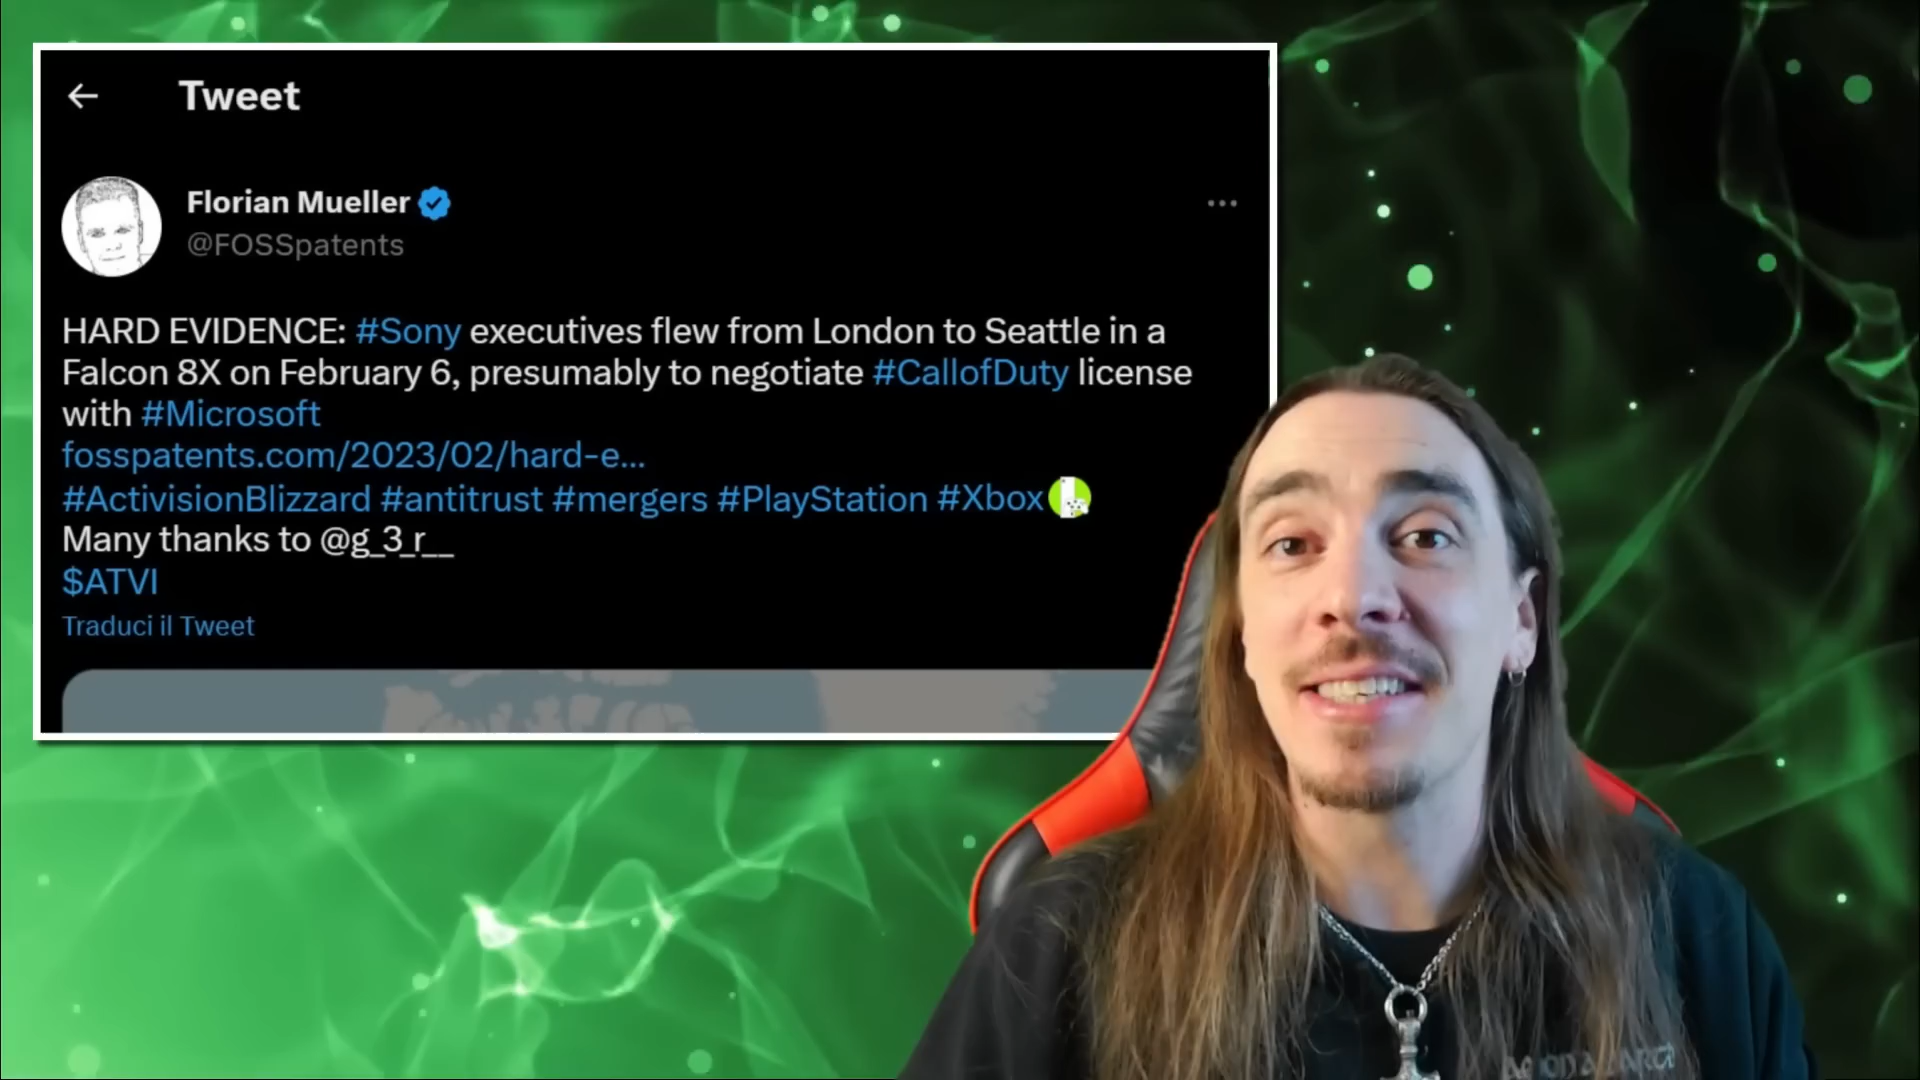 Tweet
Florian Mueller
@FOSSpatents
HARD EVIDENCE: #Sony executives flew from London to Seattle in a
Falcon 8X on February 6, presumably to negotiate #CallofDuty license
with #Microsoft
fosspatents.com/2023/02/hard-e...
#ActivisionBlizzard #antitrust #mergers #PlayStation #Xbox
Many thanks to @g_3_r__
$ATVI
Traduci il Tweet